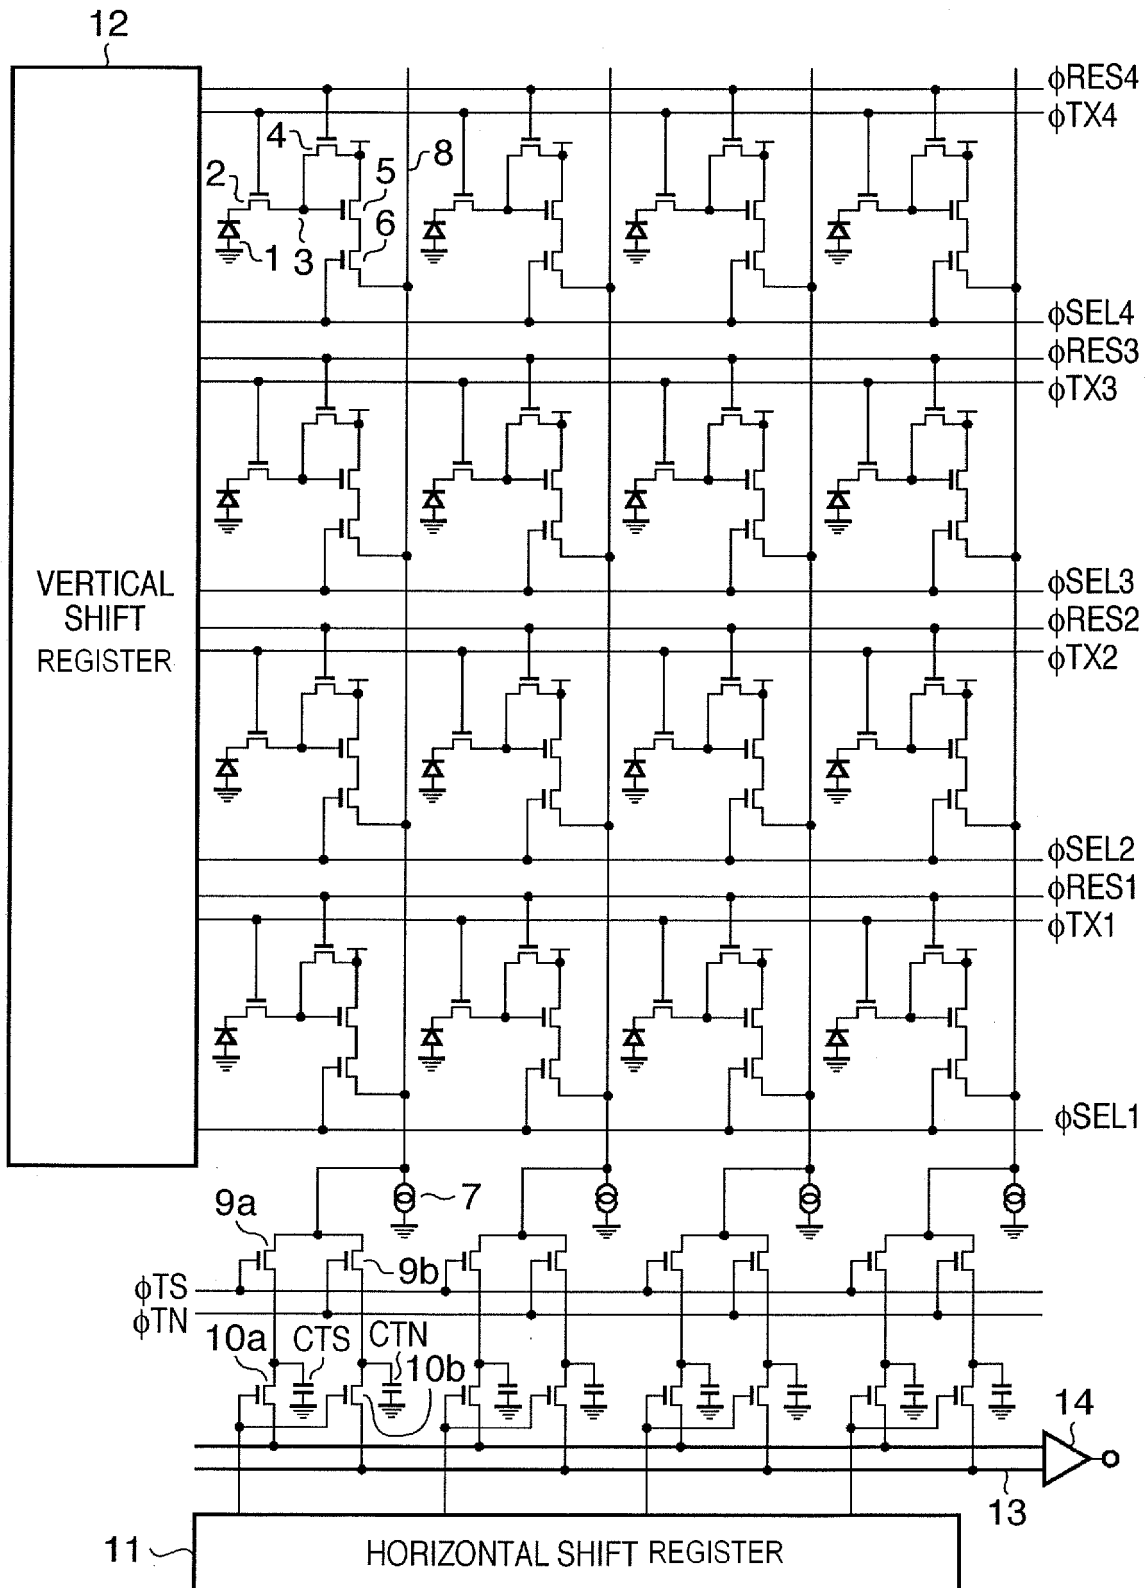 12
ϕRES4
ϕTX4
4
8
2
5
6
1
3
ϕSEL4
ϕRES3
ϕTX3
VERTICAL
SHIFT
REGISTER
ϕSEL3
ϕRES2
ϕTX2
ϕSEL2
ϕRES1
ϕTX1
ϕSEL1
7
9a
9b
ϕTS
ϕTN
10a
CTS
CTN
10b
14
13
11
HORIZONTAL SHIFT REGISTER